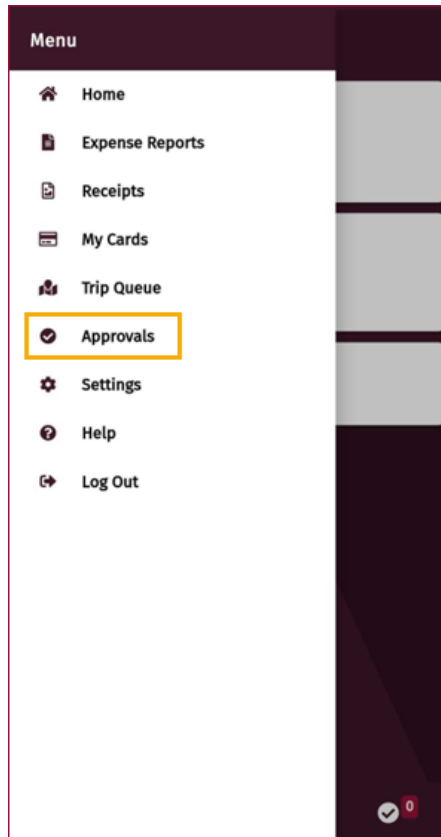 Menu
Home
Expense Reports
Receipts
My Cards
Trip Queue
Approvals
Settings
Help
Log Out
0